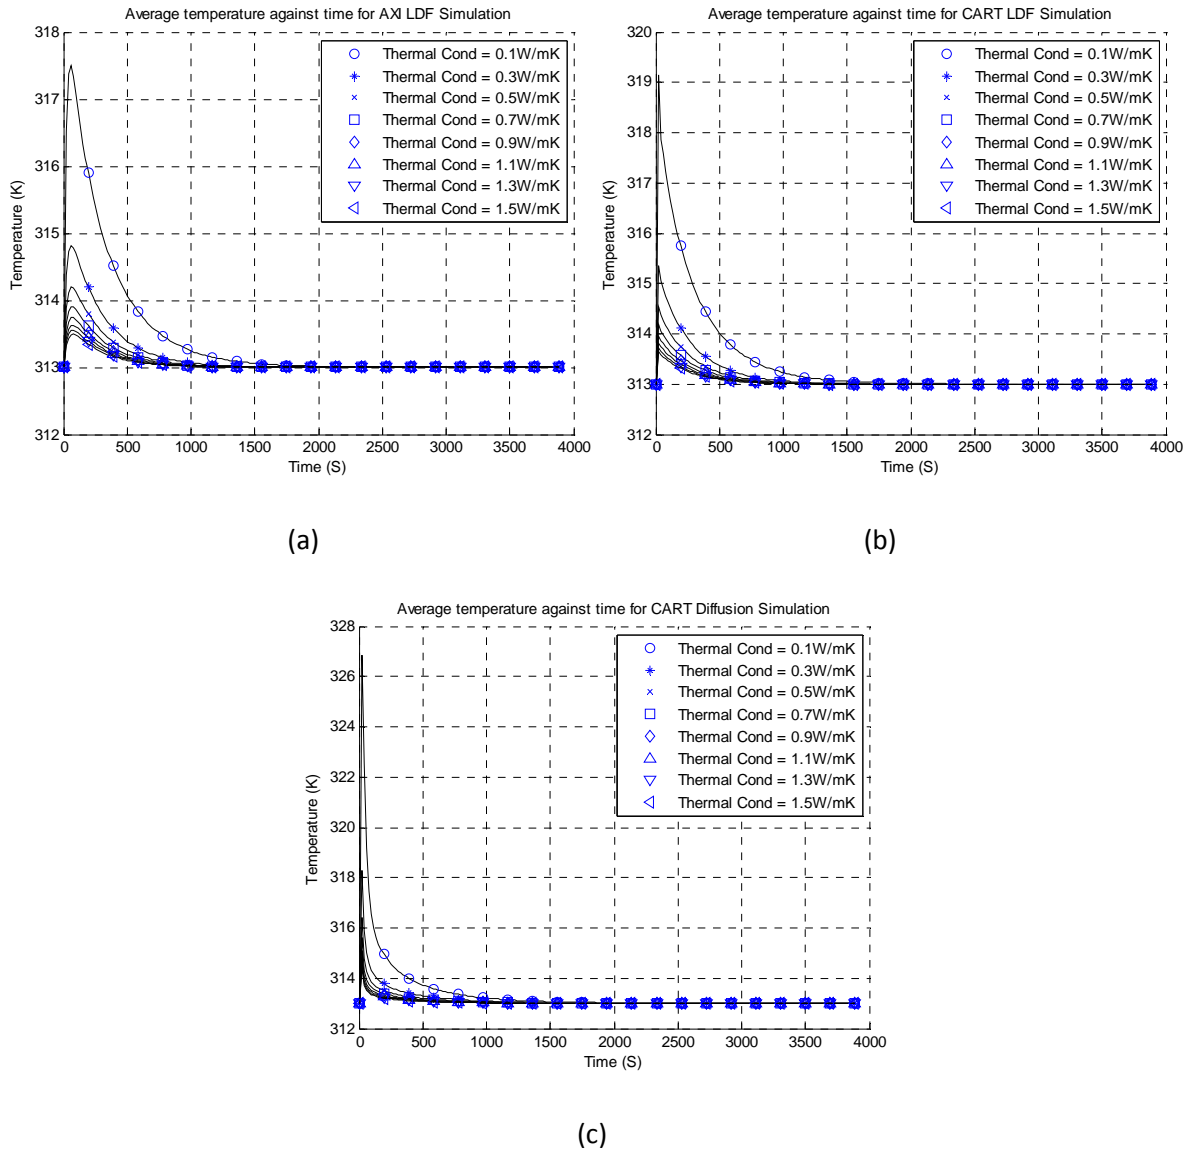 Average temperature against time for AXI LDF Simulation
318
317
316
315
314
313
312
Temperature (K)
0 500 1000 1500 2000 2500 3000 3500 4000
Time (S)
Thermal Cond = 0.1W/mK
Thermal Cond = 0.3W/mK
Thermal Cond = 0.5W/mK
Thermal Cond = 0.7W/mK
Thermal Cond = 0.9W/mK
Thermal Cond = 1.1W/mK
Thermal Cond = 1.3W/mK
Thermal Cond = 1.5W/mK
(a)
Average temperature against time for CART LDF Simulation
320
319
318
317
316
315
314
313
312
Temperature (K)
0 500 1000 1500 2000 2500 3000 3500 4000
Time (S)
Thermal Cond = 0.1W/mK
Thermal Cond = 0.3W/mK
Thermal Cond = 0.5W/mK
Thermal Cond = 0.7W/mK
Thermal Cond = 0.9W/mK
Thermal Cond = 1.1W/mK
Thermal Cond = 1.3W/mK
Thermal Cond = 1.5W/mK
(b)
Average temperature against time for CART Diffusion Simulation
328
326
324
322
320
318
316
314
312
Temperature (K)
0 500 1000 1500 2000 2500 3000 3500 4000
Time (S)
Thermal Cond = 0.1W/mK
Thermal Cond = 0.3W/mK
Thermal Cond = 0.5W/mK
Thermal Cond = 0.7W/mK
Thermal Cond = 0.9W/mK
Thermal Cond = 1.1W/mK
Thermal Cond = 1.3W/mK
Thermal Cond = 1.5W/mK
(c)